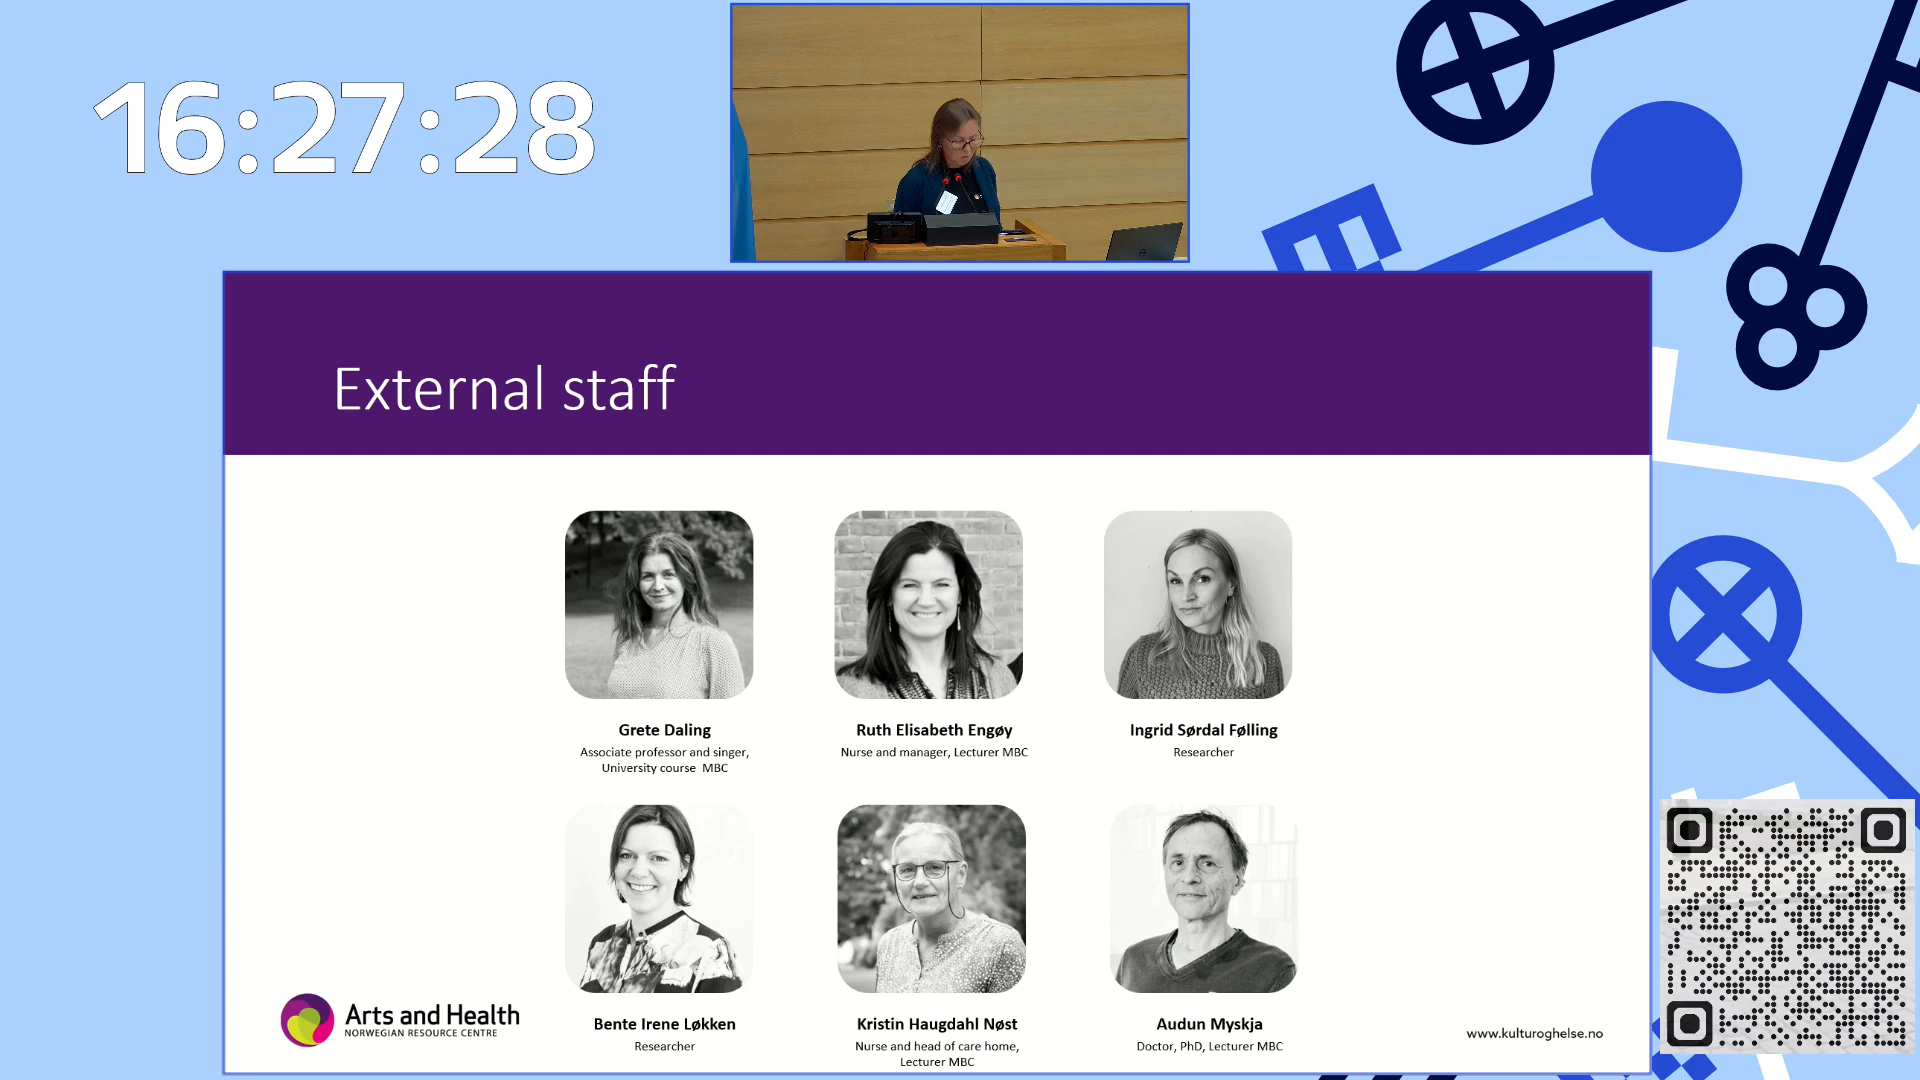 16:27:28
External staff
Grete Daling
Associate professor and singer,
University course MBC
Ruth Elisabeth Engøy
Nurse and manager, Lecturer MBC
Ingrid Sørdal Følling
Researcher
Bente Irene Løkken
Researcher
Kristin Haugdahl Nøst
Nurse and head of care home,
Lecturer MBC
Audun Myskja
Doctor, PhD, Lecturer MBC
Arts and Health
NORWEGIAN RESOURCE CENTRE
www.kulturoghelse.no